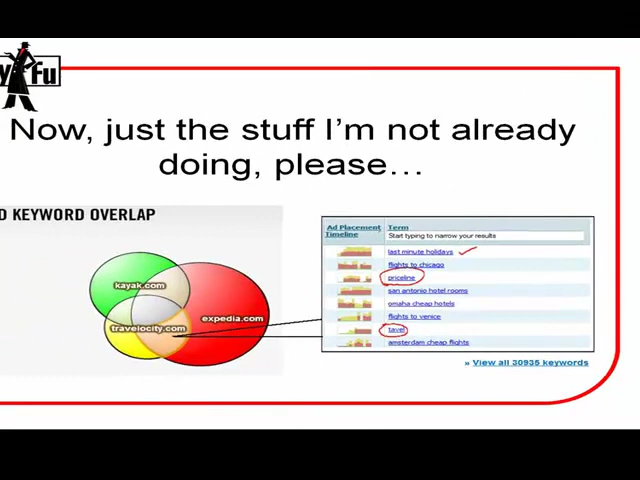 yFu
Now, just the stuff I'm not already
doing, please…
D KEYWORD OVERLAP
kayak.com
expedia.com
travelocity.com
Ad Placement Timeline
Term
Start typing to narrow your results
last minute holidays
flights to chicago
priceline
san antonio hotel rooms
omaha cheap hotels
flights to venice
tavel
amsterdam cheap flights
» View all 30935 keywords